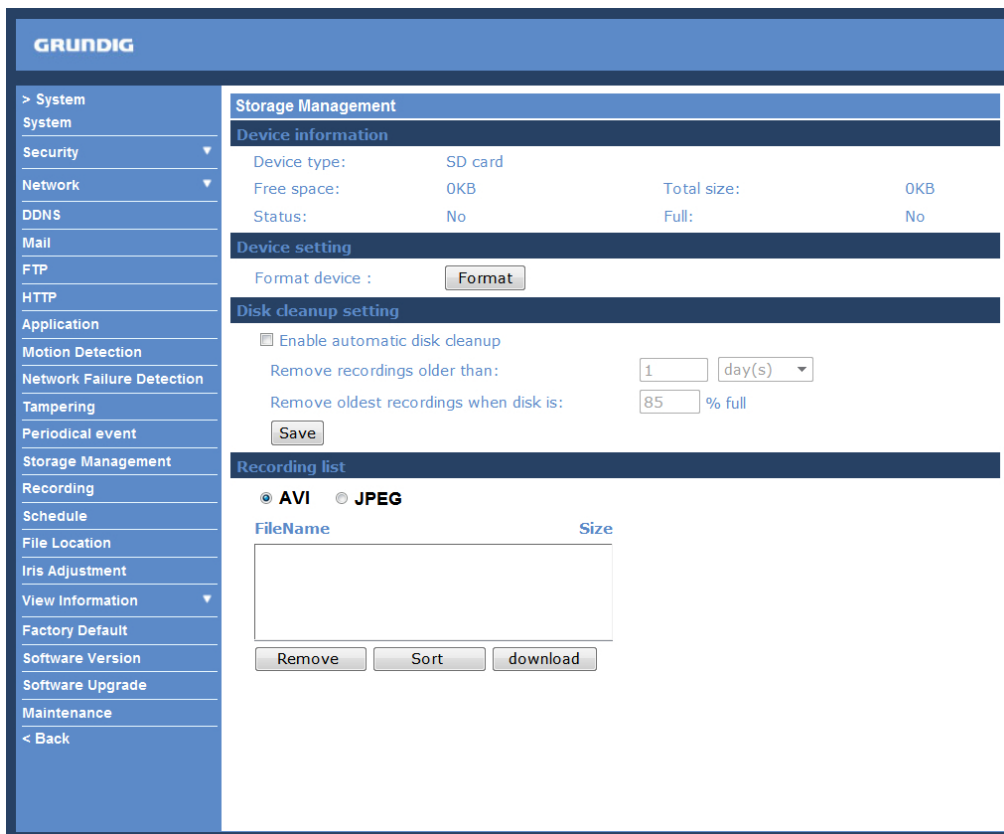 GRUNDIG
> System
System
Security
Network
DDNS
Mail
FTP
HTTP
Application
Motion Detection
Network Failure Detection
Tampering
Periodical event
Storage Management
Recording
Schedule
File Location
Iris Adjustment
View Information
Factory Default
Software Version
Software Upgrade
Maintenance
< Back
Storage Management
Device information
Device type: SD card
Free space: 0KB Total size: 0KB
Status: No Full: No
Device setting
Format device : Format
Disk cleanup setting
Enable automatic disk cleanup
Remove recordings older than: 1 day(s)
Remove oldest recordings when disk is: 85 % full
Save
Recording list
AVI JPEG
FileName Size
Remove Sort download